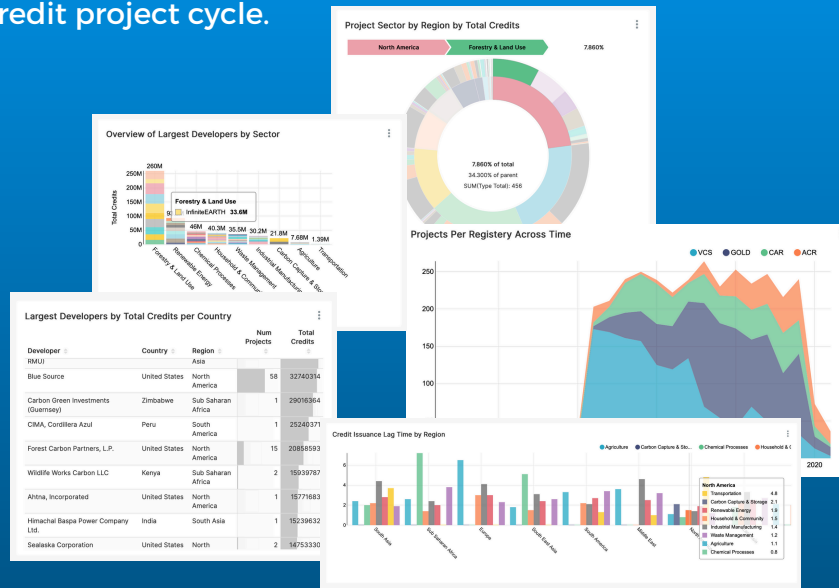 redit project cycle.
Project Sector by Region by Total Credits
North America
Forestry & Land Use
7.860%
7.860% of total
34.300% of parent
SUM(Type Total): 456
Overview of Largest Developers by Sector
Total Credits
250M
200M
150M
100M
50M
0
260M
46M
40.3M
35.5M
30.2M
21.8M
7.68M
1.39M
Forestry & Land Use
InfiniteEARTH 33.6M
Forestry & Land Use
Renewable Energy
Chemical Processes
Household & Commun
Waste Management
Industrial Manufacturing
Carbon Capture & Sto
Agriculture
Transportation
Projects Per Registery Across Time
VCS
GOLD
CAR
ACR
250
200
150
100
2020
Largest Developers by Total Credits per Country
Developer Country Region Num Projects Total Credits
RMU) Asia
Blue Source United States North America 58 32740314
Carbon Green Investments (Guernsey) Zimbabwe Sub Saharan Africa 1 29016364
CIMA, Cordillera Azul Peru South America 1 25240371
Forest Carbon Partners, L.P. United States North America 15 20858593
Wildlife Works Carbon LLC Kenya Sub Saharan Africa 2 15939787
Ahtna, Incorporated United States North America 1 15771683
Himachal Baspa Power Company Ltd. India South Asia 1 15239632
Sealaska Corporation United States North 2 14753330
Credit Issuance Lag Time by Region
Agriculture
Carbon Capture & Sto...
Chemical Processes
Household & C
6
4
2
0
South Asia
Sub Saharan Africa
Europe
South East Asia
South America
Middle East
North America
Transportation 4.8
Carbon Capture & Storage 2.1
Renewable Energy 1.9
Household & Community 1.5
Industrial Manufacturing 1.4
Waste Management 1.2
Agriculture 1.1
Chemical Processes 0.8